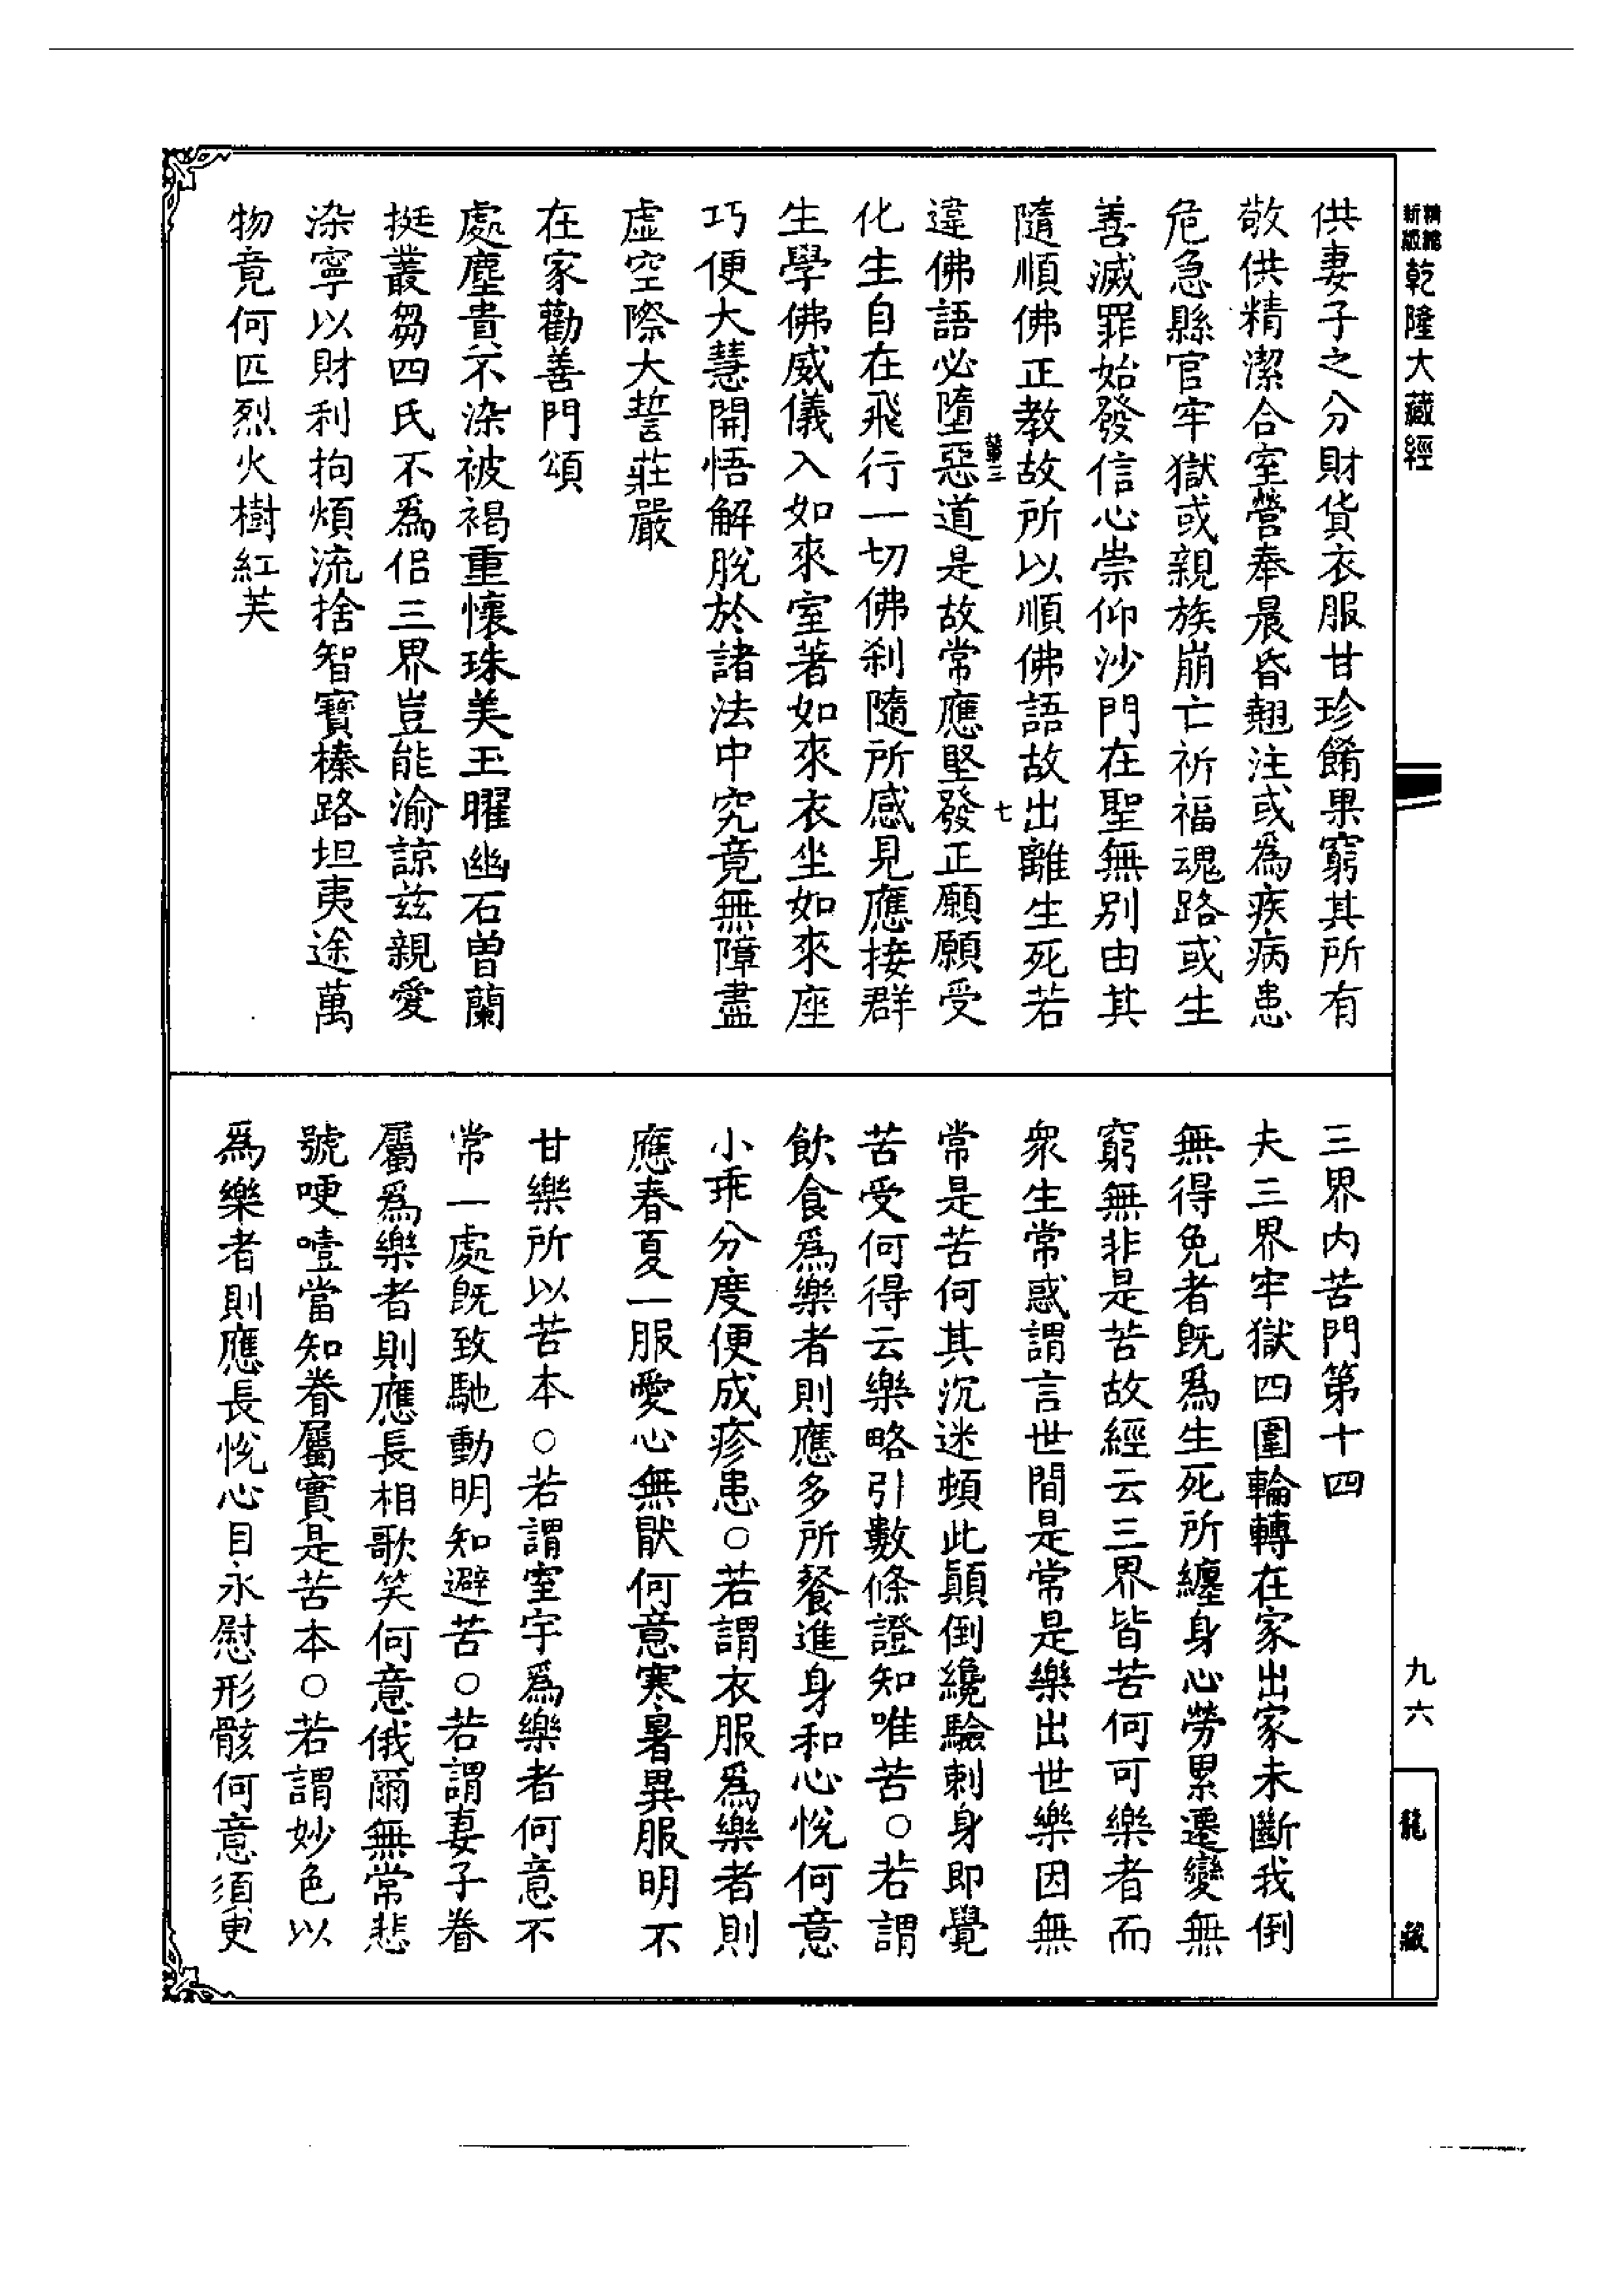 精縮
新版
乾隆大藏經
供妻子之分財貨衣服甘珍餚果窮其所有
敬供精潔合室營奉晨昏翹注或為疾病患
危急縣官牢獄或親族崩亡祈福魂路或生
善滅罪始發信心崇仰沙門在聖無別由其
隨順佛正教故所以順佛語故出離生死若
第三
七
違佛語必墮惡道是故常應堅發正願願受
化生自在飛行一切佛刹隨所感見應接群
生學佛威儀入如來室著如來衣坐如來座
巧便大慧開悟解脫於諸法中究竟無障盡
虛空際大誓莊嚴
在家勸善門頌
處塵貴不染被褐重懷珠美玉曜幽石曾蘭
挺叢芻四氏不為侶三界豈能渝諒茲親愛
染寧以財利拘煩流捨智寶榛路坦夷途萬
物竟何匹烈火樹紅芙
三界内苦門第十四
夫三界牢獄四圍輪轉在家出家未斷我倒
無得免者既爲生死所纏身心勞累遷變無
窮無非是苦故經云三界皆苦何可樂者而
衆生常惑謂言世間是常是樂出世樂因無
常是苦何其沉迷頓此顛倒纔驗刺身即覺
苦受何得云樂略引數條證知唯苦○若謂
飲食爲樂者則應多所餐進身和心悅何意
小乖分度便成疹患○若謂衣服爲樂者則
應春夏一服愛心無猒何意寒暑異服明不
甘樂所以苦本○若謂室宇爲樂者何意不
常一處既致馳動明知避苦○若謂妻子眷
屬爲樂者則應長相歌笑何意俄爾無常悲
號哽噎當知眷屬實是苦本○若謂妙色以
爲樂者則應長悅心目永慰形骸何意須臾
九六
龍藏